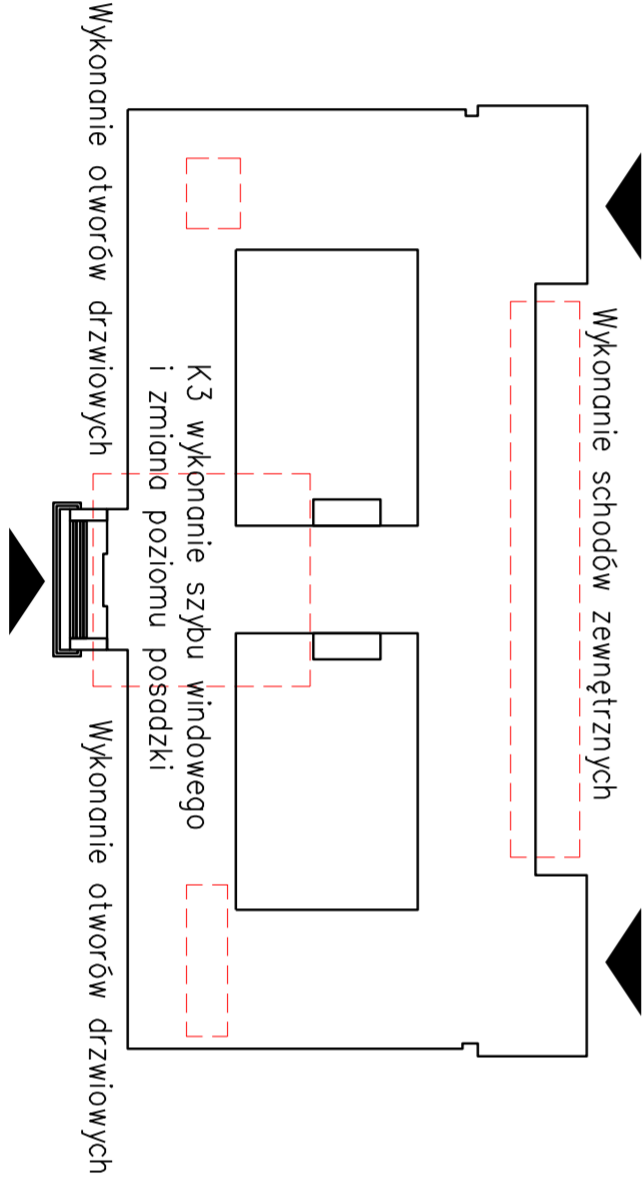 Wykonanie schodów zewnętrznych
K3 wykonanie szybu windowego
i zmiana poziomu posadzki
Wykonanie otworów drzwiowych
Wykonanie otworów drzwiowych